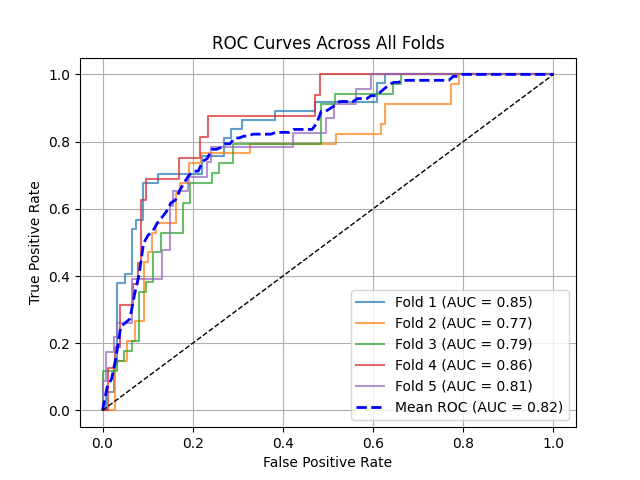 ROC Curves Across All Folds
True Positive Rate
1.0
0.8
0.6
0.4
0.2
0.0
Fold 1 (AUC = 0.85)
Fold 2 (AUC = 0.77)
Fold 3 (AUC = 0.79)
Fold 4 (AUC = 0.86)
Fold 5 (AUC = 0.81)
Mean ROC (AUC = 0.82)
0.0 0.2 0.4 0.6 0.8 1.0
False Positive Rate